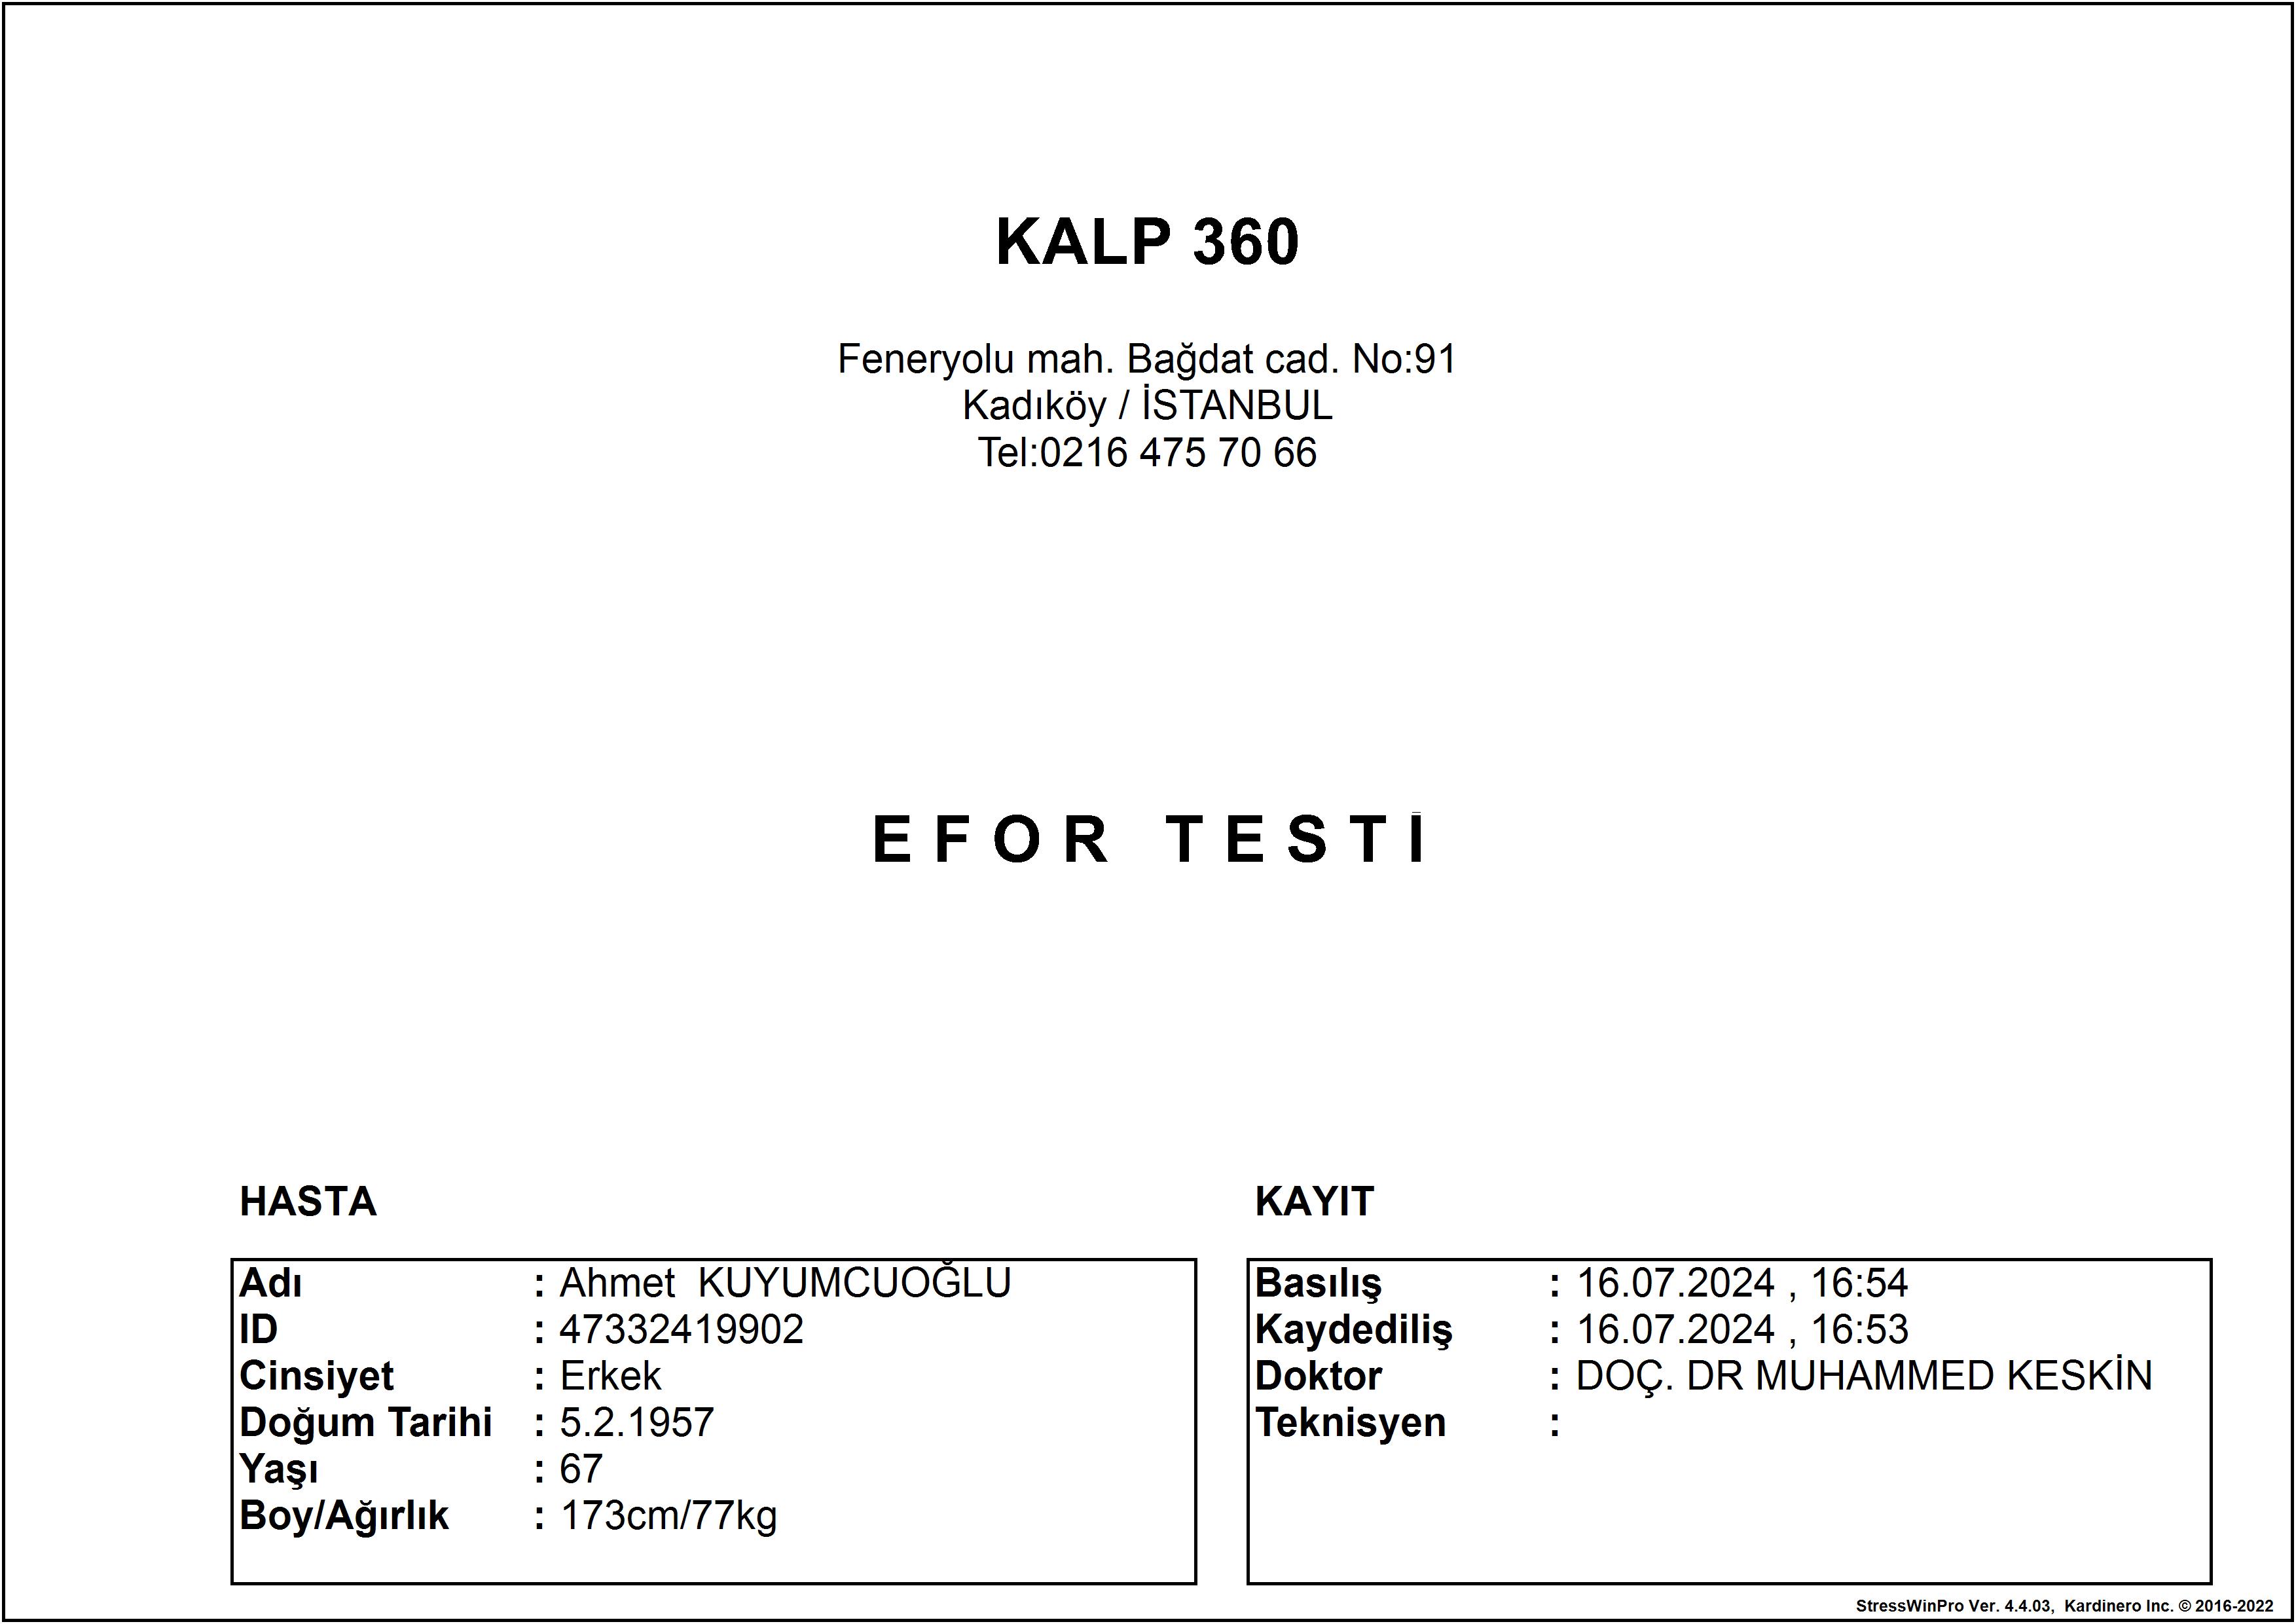 KALP 360
Feneryolu mah. Bağdat cad. No:91
Kadıköy / İSTANBUL
Tel:0216 475 70 66
E F O R   T E S T İ
HASTA
Adı : Ahmet  KUYUMCUOĞLU
ID : 47332419902
Cinsiyet : Erkek
Doğum Tarihi : 5.2.1957
Yaşı : 67
Boy/Ağırlık : 173cm/77kg
KAYIT
Basılış : 16.07.2024 , 16:54
Kaydediliş : 16.07.2024 , 16:53
Doktor : DOÇ. DR MUHAMMED KESKİN
Teknisyen :
StressWinPro Ver. 4.4.03,  Kardinero Inc. © 2016-2022